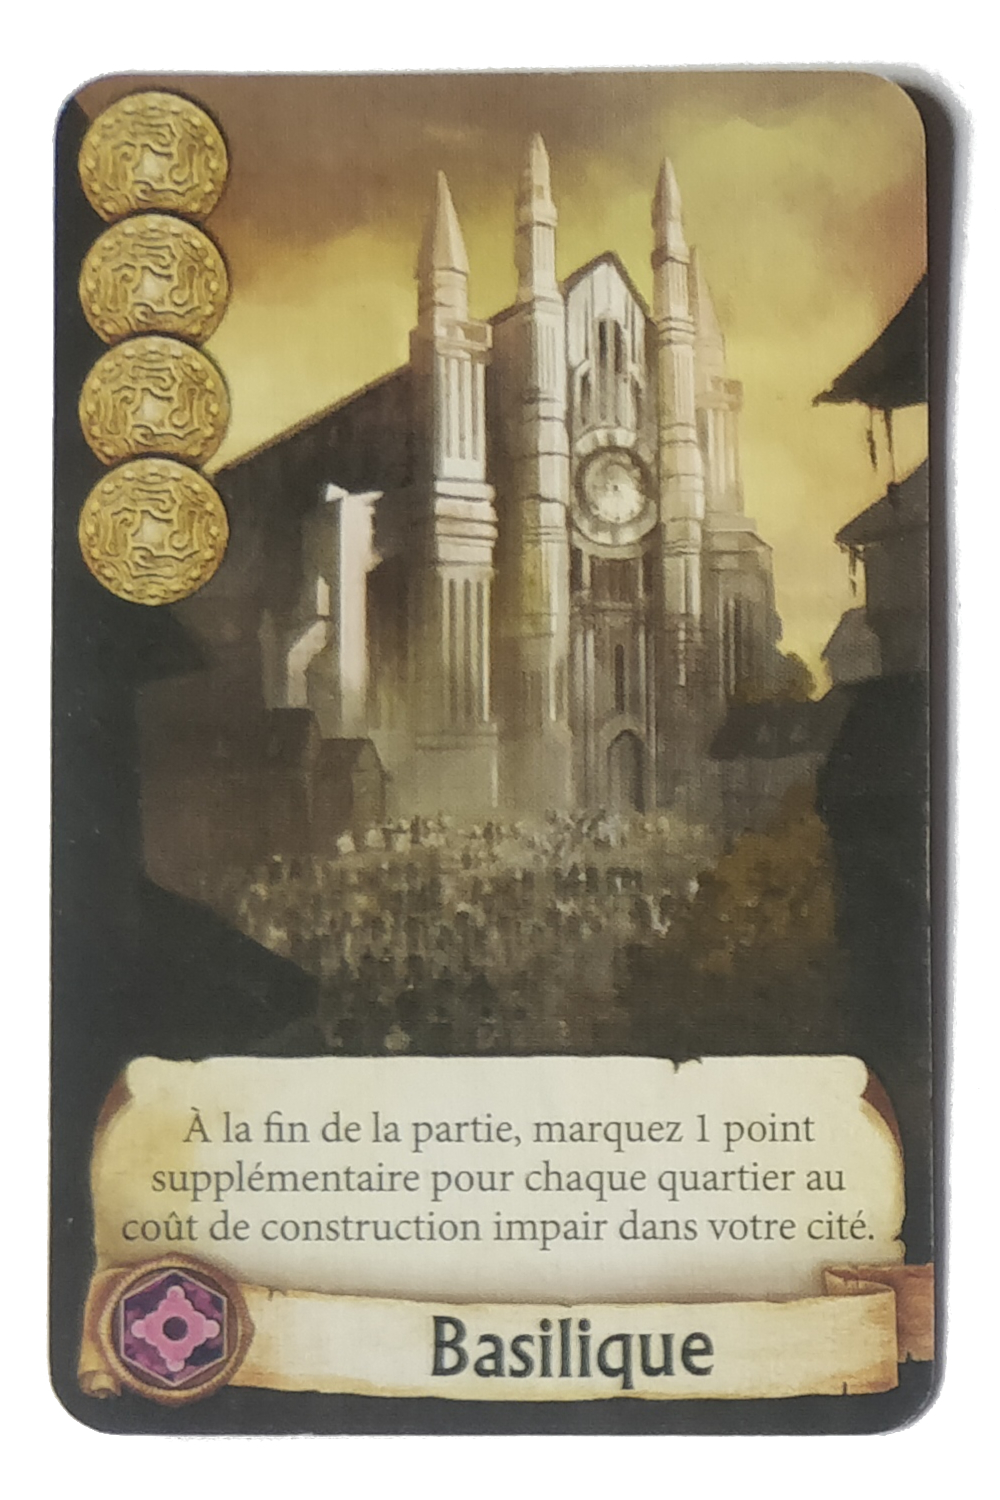 À la fin de la partie, marquez 1 point
supplémentaire pour chaque quartier au
coût de construction impair dans votre cité.
Basilique